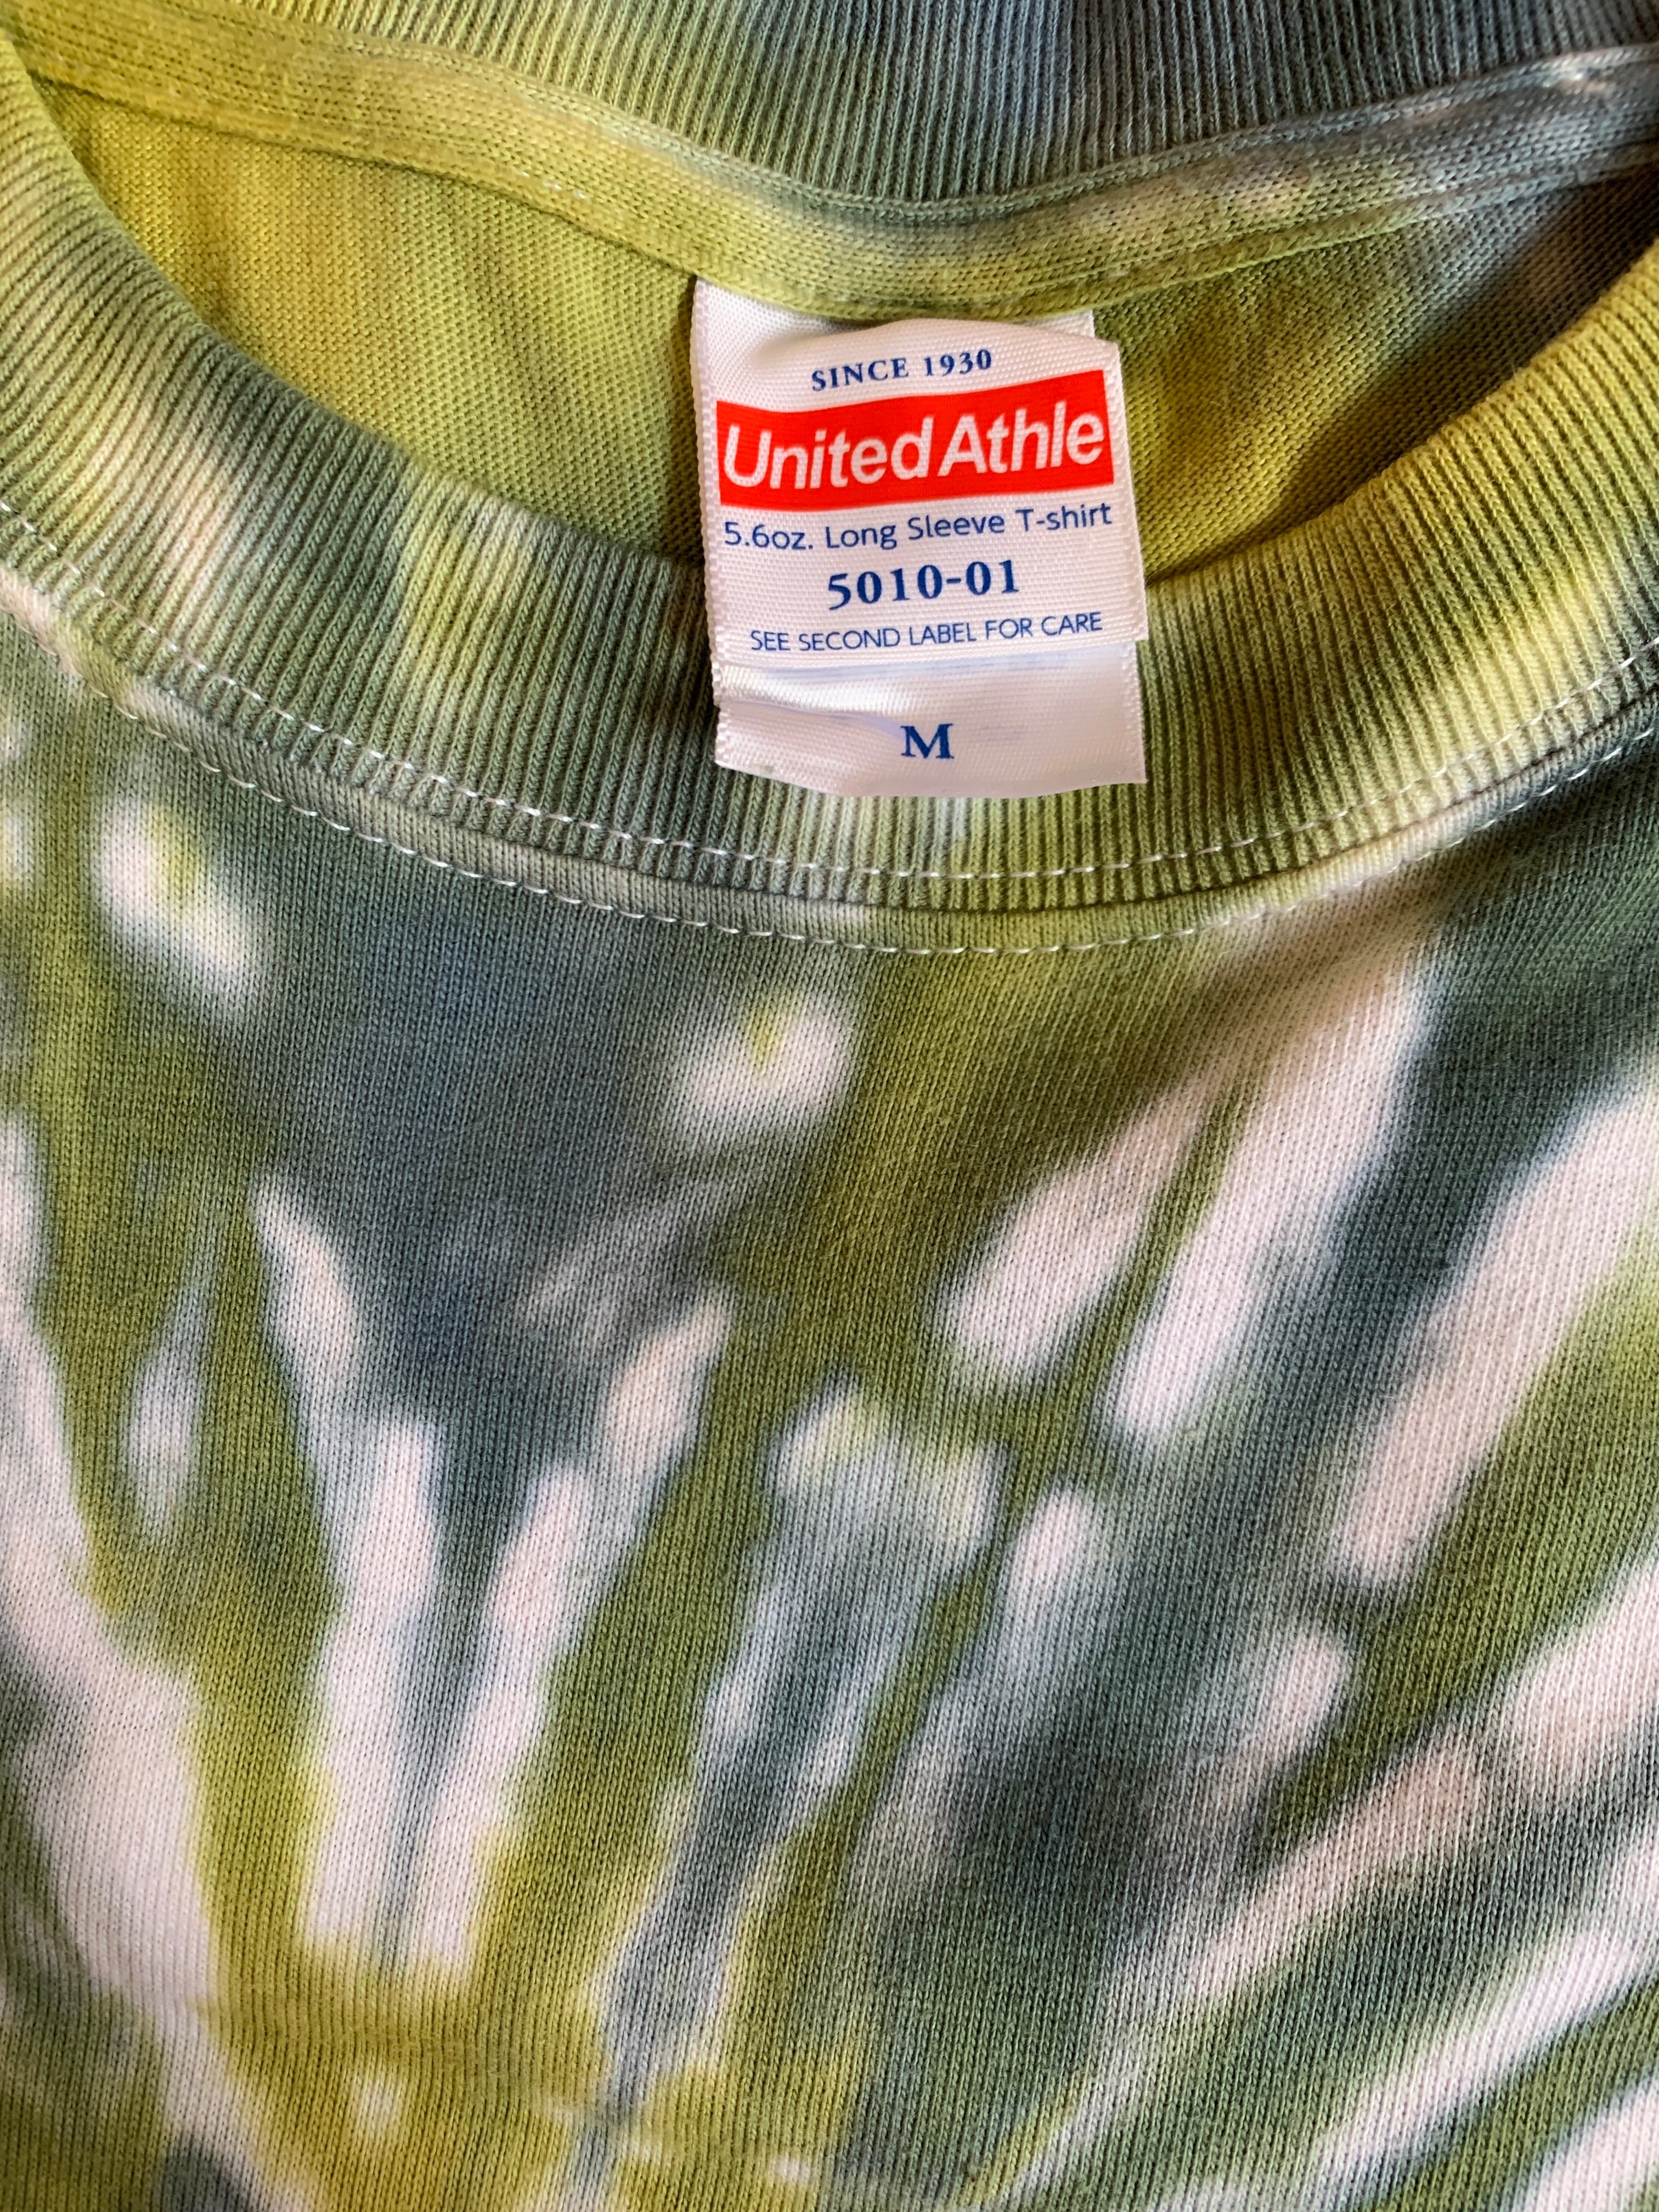 SINCE 1930
United Athle
5.6oz. Long Sleeve T-shirt
5010-01
SEE SECOND LABEL FOR CARE
M